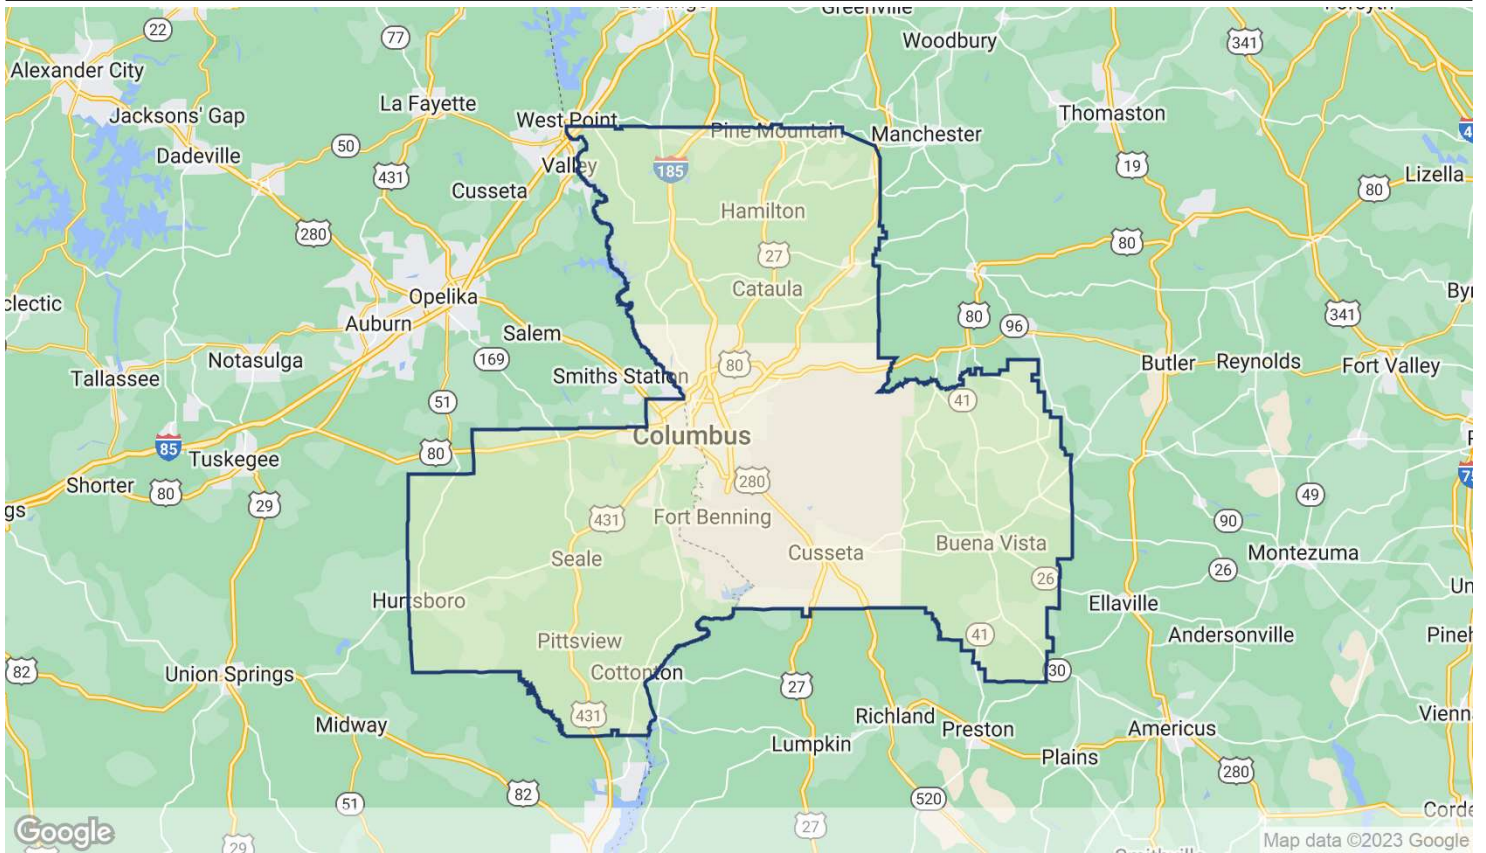 Greenville
22
77
Woodbury
341
Alexander City
La Fayette
Jacksons' Gap
West Point
Thomaston
Pine Mountain
Manchester
50
Dadeville
Valley
185
19
431
Cusseta
80
Lizella
Hamilton
280
80
27
clectic
Opelika
Cataula
Auburn
Salem
80
96
341
Notasulga
169
Tallassee
Smiths Station
80
Butler
Reynolds
Fort Valley
51
41
85
80
Columbus
Tuskegee
Shorter
80
29
280
49
gs
431
Fort Benning
90
Seale
Cusseta
Buena Vista
Montezuma
26
26
Hurtsboro
Ellaville
Pittsview
41
Andersonville
82
Union Springs
Cottonton
30
27
431
Midway
Richland
Preston
Americus
Lumpkin
Plains
280
82
51
520
27
Google
29
Map data ©2023 Google